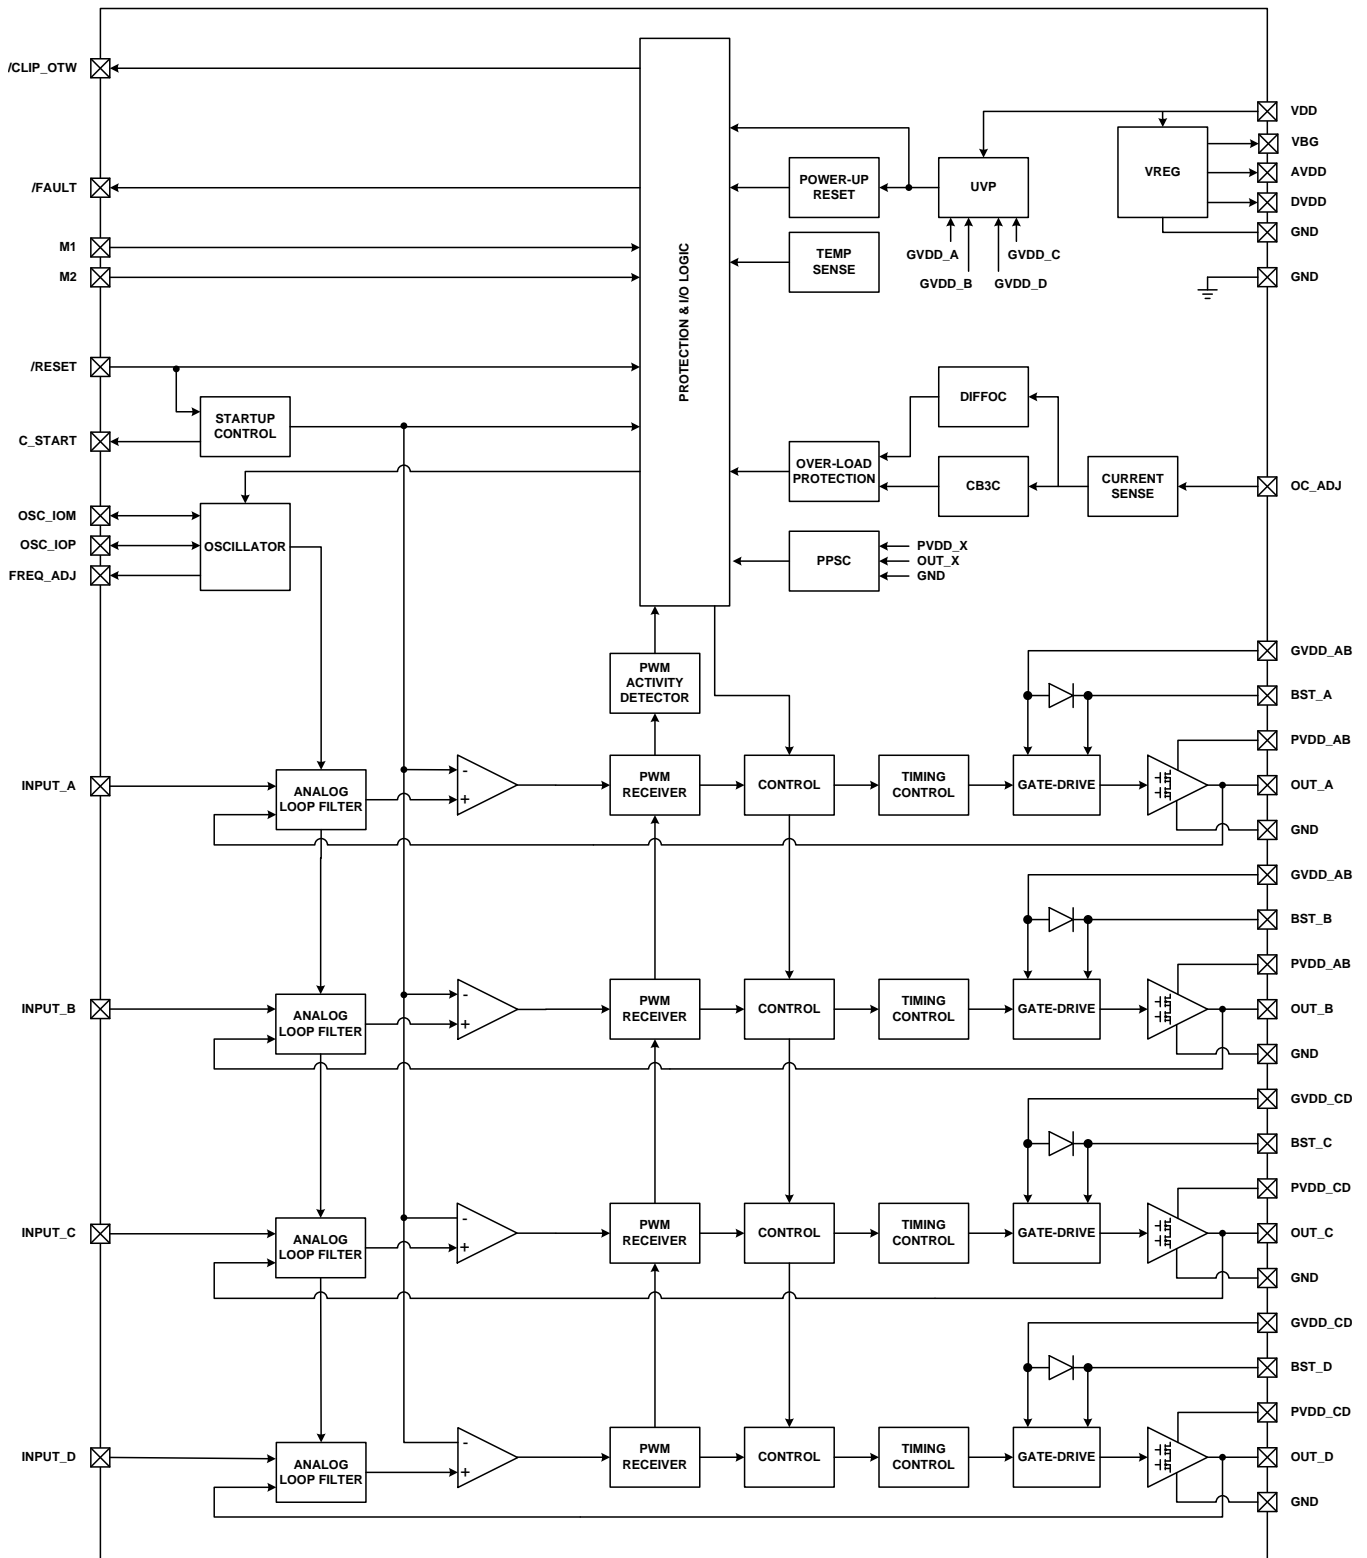 /CLIP_OTW
VDD
VBG
POWER-UP
RESET
UVP
VREG
AVDD
/FAULT
DVDD
GND
M1
TEMP
SENSE
GVDD_A
GVDD_C
M2
GVDD_B
GVDD_D
GND
PROTECTION & I/O LOGIC
/RESET
STARTUP
CONTROL
DIFFOC
C_START
OVER-LOAD
PROTECTION
CB3C
CURRENT
SENSE
OC_ADJ
OSC_IOM
OSC_IOP
OSCILLATOR
FREQ_ADJ
PPSC
PVDD_X
OUT_X
GND
PWM
ACTIVITY
DETECTOR
GVDD_AB
BST_A
PVDD_AB
INPUT_A
ANALOG
LOOP FILTER
-
+
PWM
RECEIVER
CONTROL
TIMING
CONTROL
GATE-DRIVE
OUT_A
GND
GVDD_AB
BST_B
PVDD_AB
INPUT_B
ANALOG
LOOP FILTER
-
+
PWM
RECEIVER
CONTROL
TIMING
CONTROL
GATE-DRIVE
OUT_B
GND
GVDD_CD
BST_C
PVDD_CD
INPUT_C
ANALOG
LOOP FILTER
-
+
PWM
RECEIVER
CONTROL
TIMING
CONTROL
GATE-DRIVE
OUT_C
GND
GVDD_CD
BST_D
PVDD_CD
INPUT_D
ANALOG
LOOP FILTER
-
+
PWM
RECEIVER
CONTROL
TIMING
CONTROL
GATE-DRIVE
OUT_D
GND